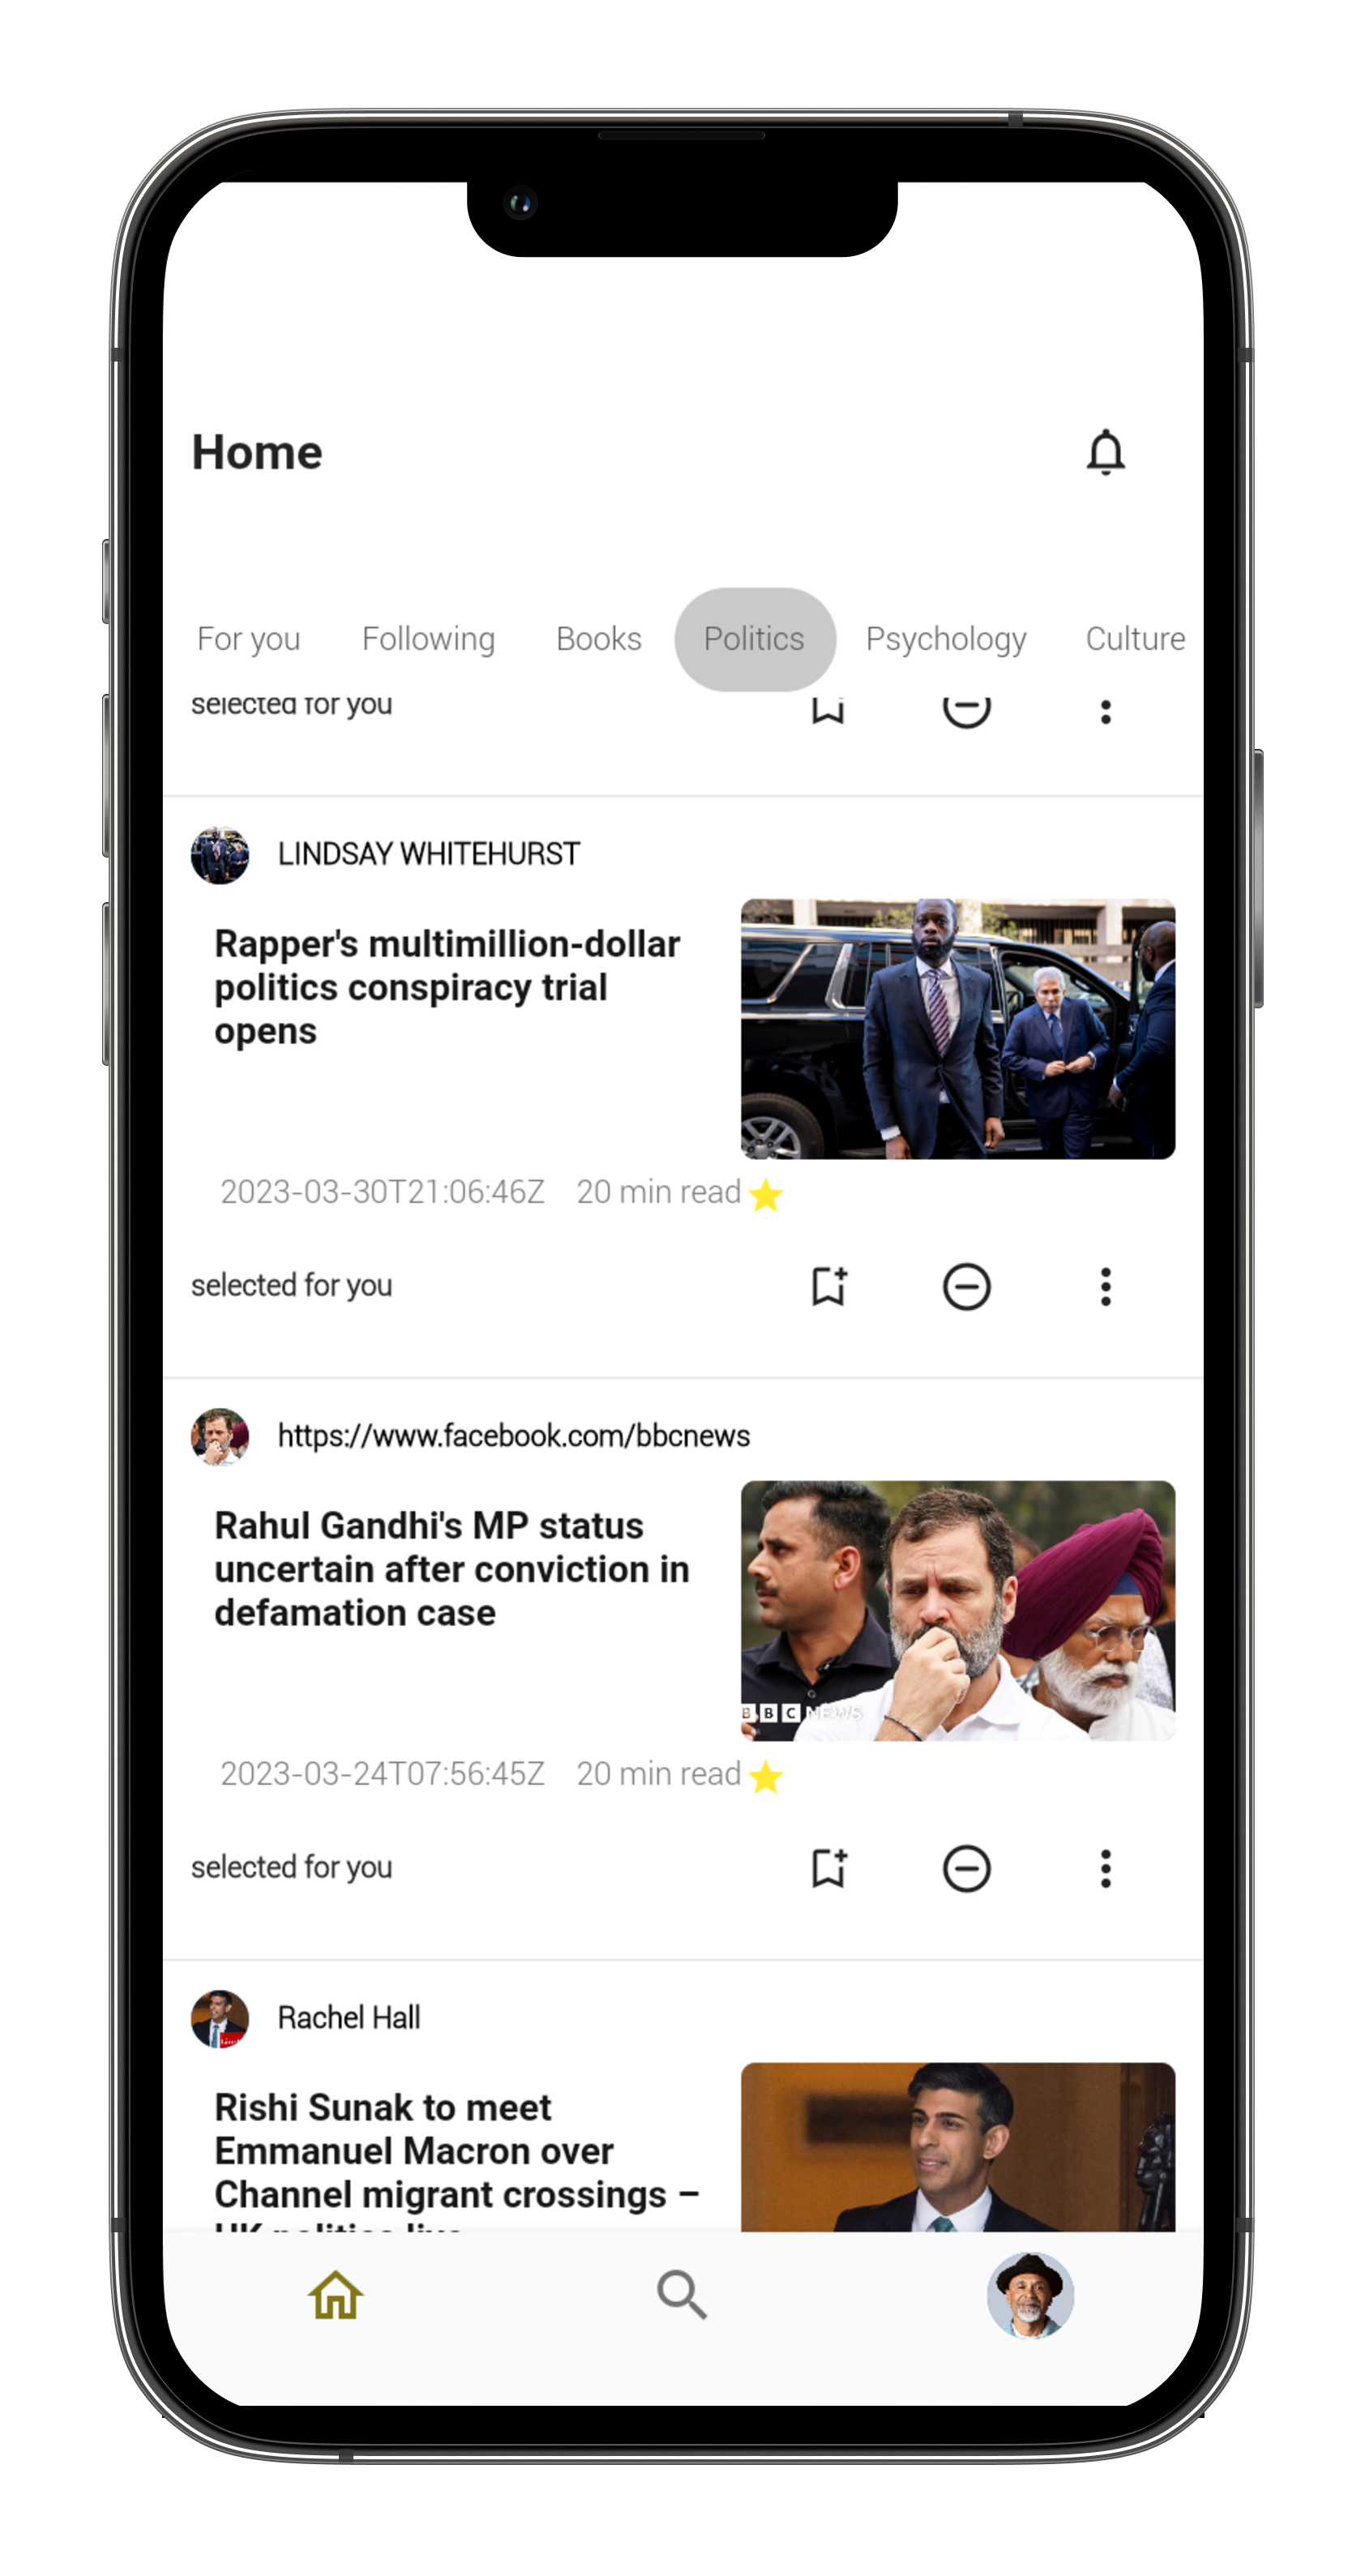 Home
For you Following Books Politics Psychology Culture
selected for you
LINDSAY WHITEHURST
Rapper's multimillion-dollar
politics conspiracy trial
opens
2023-03-30T21:06:46Z 20 min read
selected for you
https://www.facebook.com/bbcnews
Rahul Gandhi's MP status
uncertain after conviction in
defamation case
BBC NEWS
2023-03-24T07:56:45Z 20 min read
selected for you
Rachel Hall
Rishi Sunak to meet
Emmanuel Macron over
Channel migrant crossings –
UK politics live